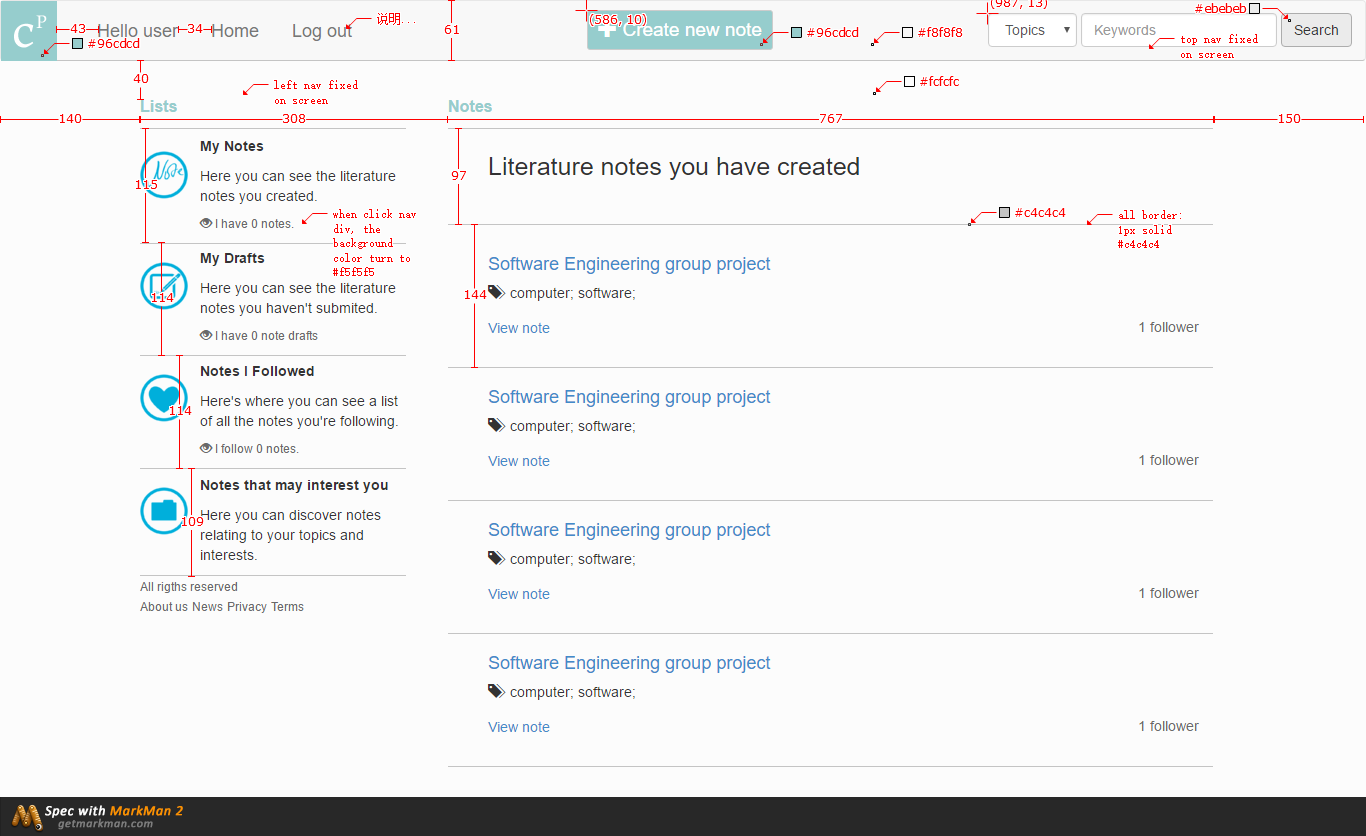 (586, 10)
(987, 13)
#ebebeb
CP
43
Hello user
34
Home
Log out
说明...
61
Create new note
#96cdcd
#f8f8f8
Topics
Keywords
Search
#96cdcd
top nav fixed
on screen
40
left nav fixed
on screen
#fcfcfc
Lists
Notes
140
308
767
150
My Notes
115
Here you can see the literature
notes you created.
I have 0 notes.
when click nav
div, the
background
color turn to
#f5f5f5
My Drafts
114
Here you can see the literature
notes you haven't submited.
I have 0 note drafts
Notes I Followed
114
Here's where you can see a list
of all the notes you're following.
I follow 0 notes.
Notes that may interest you
109
Here you can discover notes
relating to your topics and
interests.
All rigths reserved
About us News Privacy Terms
97
Literature notes you have created
#c4c4c4
all border:
1px solid
#c4c4c4
144
Software Engineering group project
computer; software;
View note
1 follower
Software Engineering group project
computer; software;
View note
1 follower
Software Engineering group project
computer; software;
View note
1 follower
Software Engineering group project
computer; software;
View note
1 follower
Spec with MarkMan 2
getmarkman.com